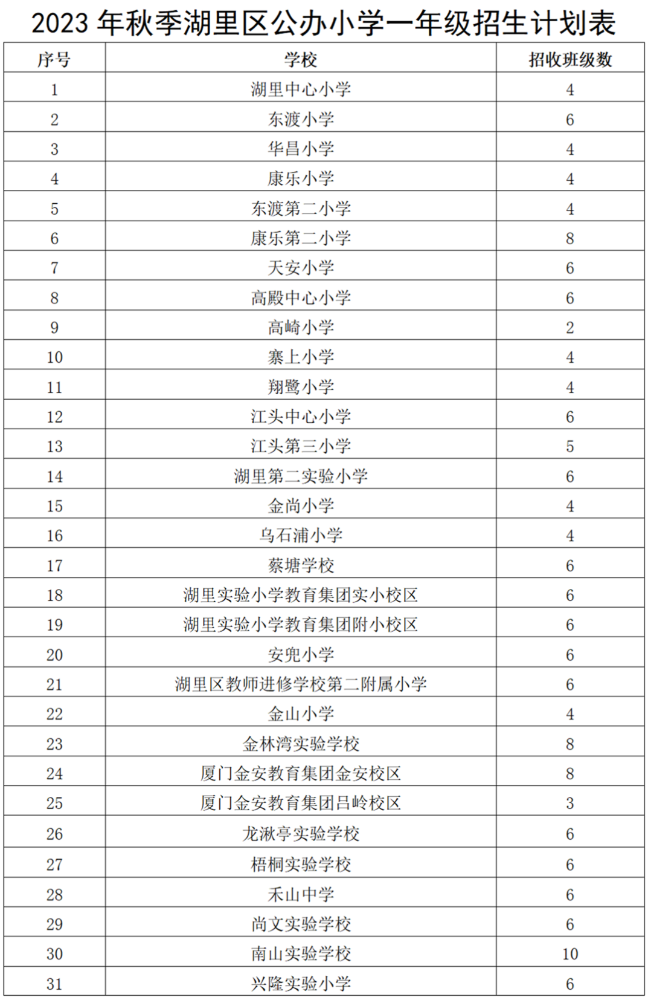 2023 年秋季湖里区公办小学一年级招生计划表
序号 学校 招收班级数
1 湖里中心小学 4
2 东渡小学 6
3 华昌小学 4
4 康乐小学 4
5 东渡第二小学 4
6 康乐第二小学 8
7 天安小学 6
8 高殿中心小学 6
9 高崎小学 2
10 寨上小学 4
11 翔鹭小学 4
12 江头中心小学 6
13 江头第三小学 5
14 湖里第二实验小学 6
15 金尚小学 4
16 乌石浦小学 4
17 蔡塘学校 6
18 湖里实验小学教育集团实小校区 6
19 湖里实验小学教育集团附小校区 6
20 安兜小学 6
21 湖里区教师进修学校第二附属小学 6
22 金山小学 4
23 金林湾实验学校 8
24 厦门金安教育集团金安校区 8
25 厦门金安教育集团吕岭校区 3
26 龙湫亭实验学校 6
27 梧桐实验学校 6
28 禾山中学 6
29 尚文实验学校 6
30 南山实验学校 10
31 兴隆实验小学 6